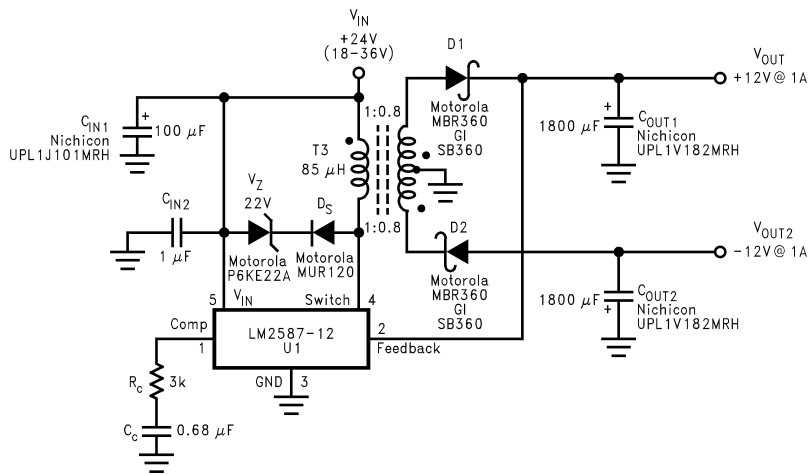 V_IN
+24V
(18-36V)
D1
V_OUT
+12V@ 1A
C_IN1
Nichicon
UPL1J101MRH
+
100 μF
1:0.8
Motorola
MBR360
GI
SB360
+
1800 μF
C_OUT1
Nichicon
UPL1V182MRH
T3
85 μH
C_IN2
1 μF
V_Z
22V
D_S
Motorola
P6KE22A
Motorola
MUR120
1:0.8
D2
V_OUT2
-12V@ 1A
Motorola
MBR360
GI
SB360
1800 μF
+
C_OUT2
Nichicon
UPL1V182MRH
5
V_IN
Switch
4
Comp
1
LM2587-12
U1
2
Feedback
GND
3
R_c
3k
C_c
0.68 μF